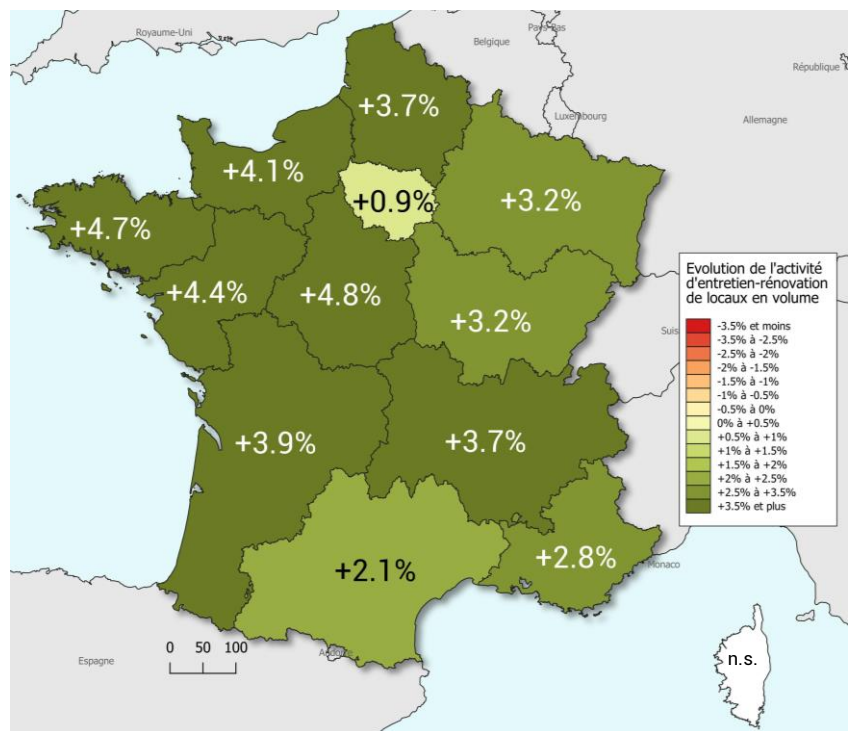 Royaume-Uni
Pays-Bas
Belgique
République
Luxembourg
Allemagne
+3.7%
+4.1%
+0.9%
+3.2%
+4.7%
+4.4%
+4.8%
+3.2%
Suis
Evolution de l'activité
d'entretien-rénovation
de locaux en volume
-3.5% et moins
-3.5% à -2.5%
-2.5% à -2%
-2% à -1.5%
-1.5% à -1%
-1% à -0.5%
-0.5% à 0%
0% à +0.5%
+0.5% à +1%
+1% à +1.5%
+1.5% à +2%
+2% à +2.5%
+2.5% à +3.5%
+3.5% et plus
+3.9%
+3.7%
+2.1%
+2.8%
Monaco
0 50 100
Andorre
Espagne
n.s.